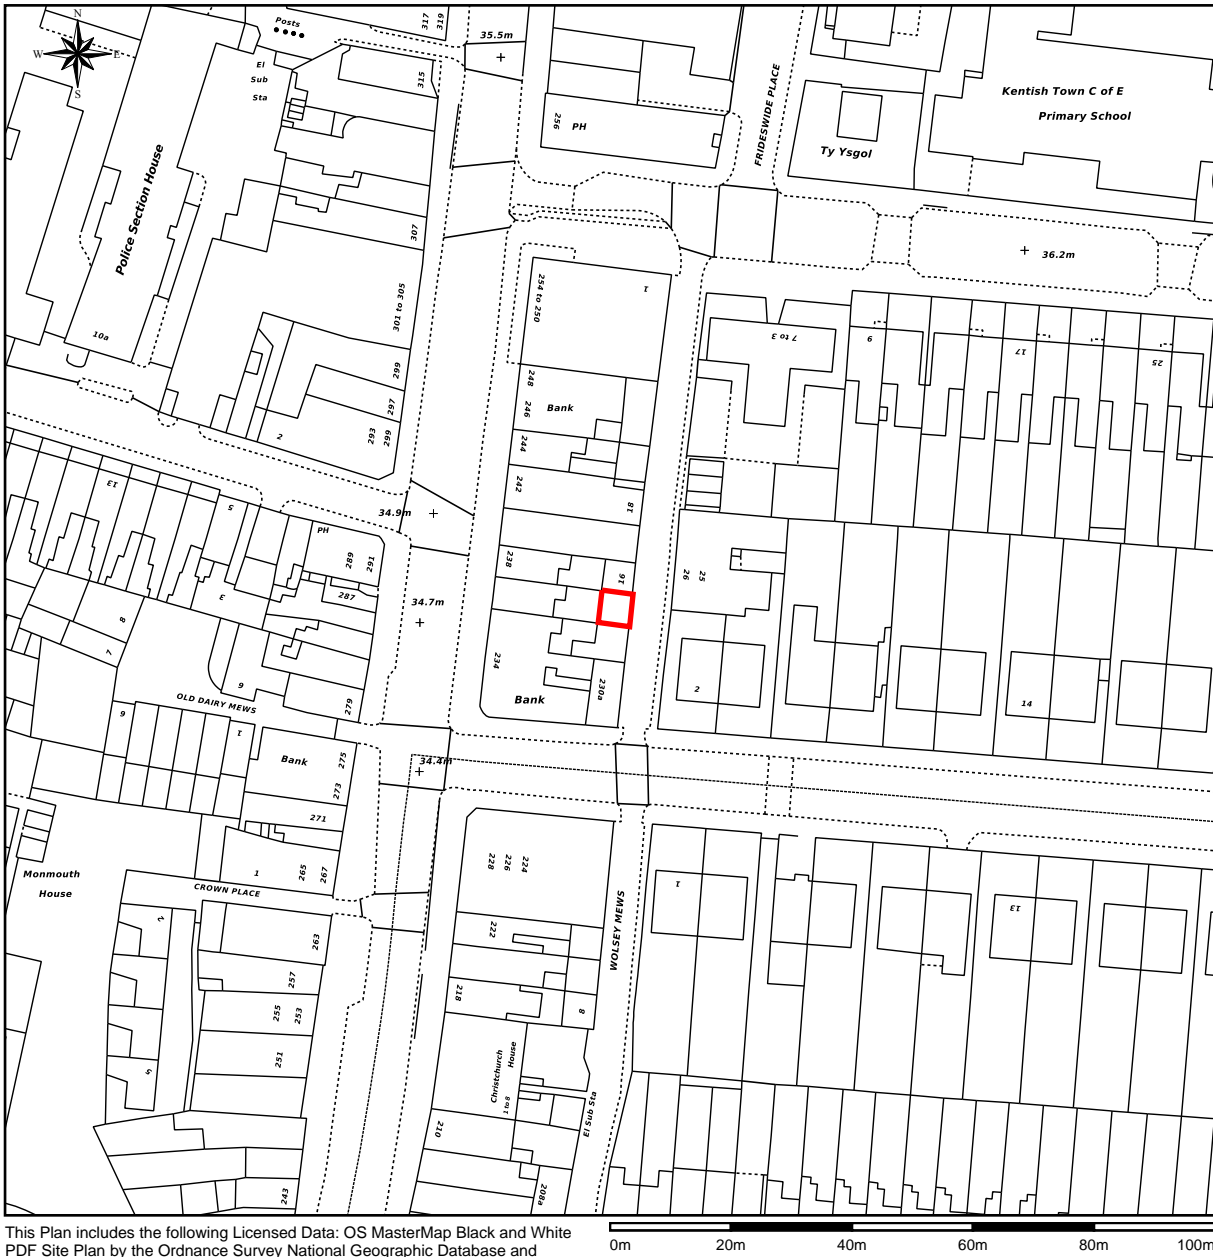 N
W E
S
Posts
El
Sub
Sta
317
319
315
35.5m
256
PH
FRIDESWIDE PLACE
Kentish Town C of E
Primary School
Ty Ysgol
Police Section House
307
301 to 305
299
297
293
299
2
10a
36.2m
254 to 250
1
248
246
Bank
244
242
18
238
16
7 to 3
9
17
25
34.9m
13
5
PH
289
291
287
3
8
7
34.7m
26
25
234
230a
Bank
2
14
OLD DAIRY MEWS
9
279
9
1
Bank
275
273
271
34.4m
265
267
1
CROWN PLACE
Monmouth
House
228
226
224
222
WOLSEY MEWS
1
13
2
263
257
255
253
251
5
218
8
Christchurch
House
1 to 8
El Sub Sta
210
208a
243
This Plan includes the following Licensed Data: OS MasterMap Black and White
PDF Site Plan by the Ordnance Survey National Geographic Database and
0m 20m 40m 60m 80m 100m